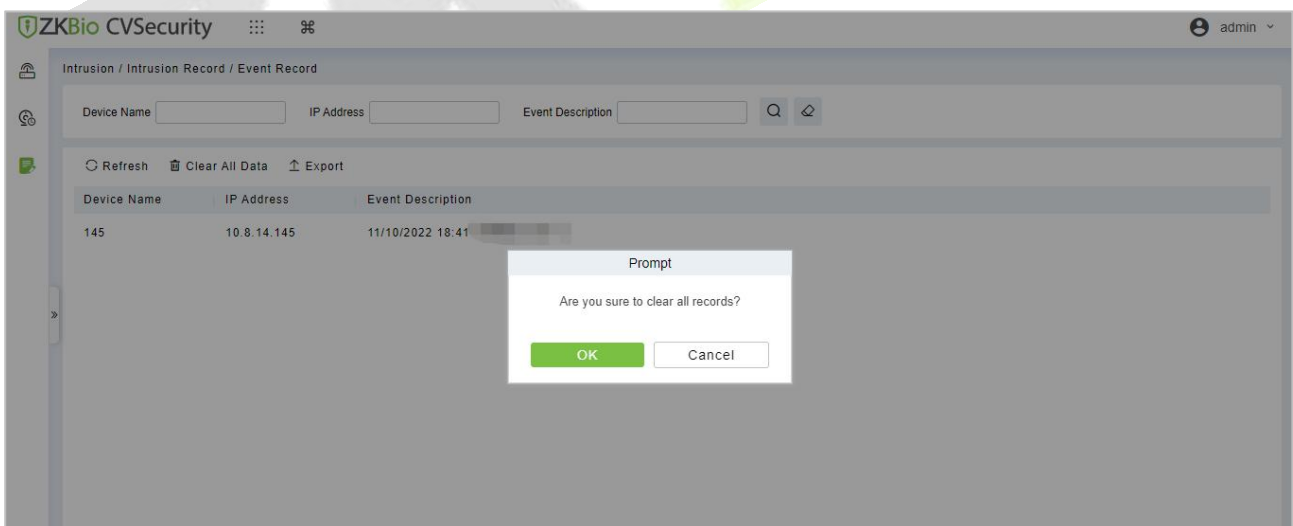 ZKBio CVSecurity admin
Intrusion / Intrusion Record / Event Record
Device Name IP Address Event Description
Refresh Clear All Data Export
Device Name IP Address Event Description
145 10.8.14.145 11/10/2022 18:41
Prompt
Are you sure to clear all records?
OK Cancel